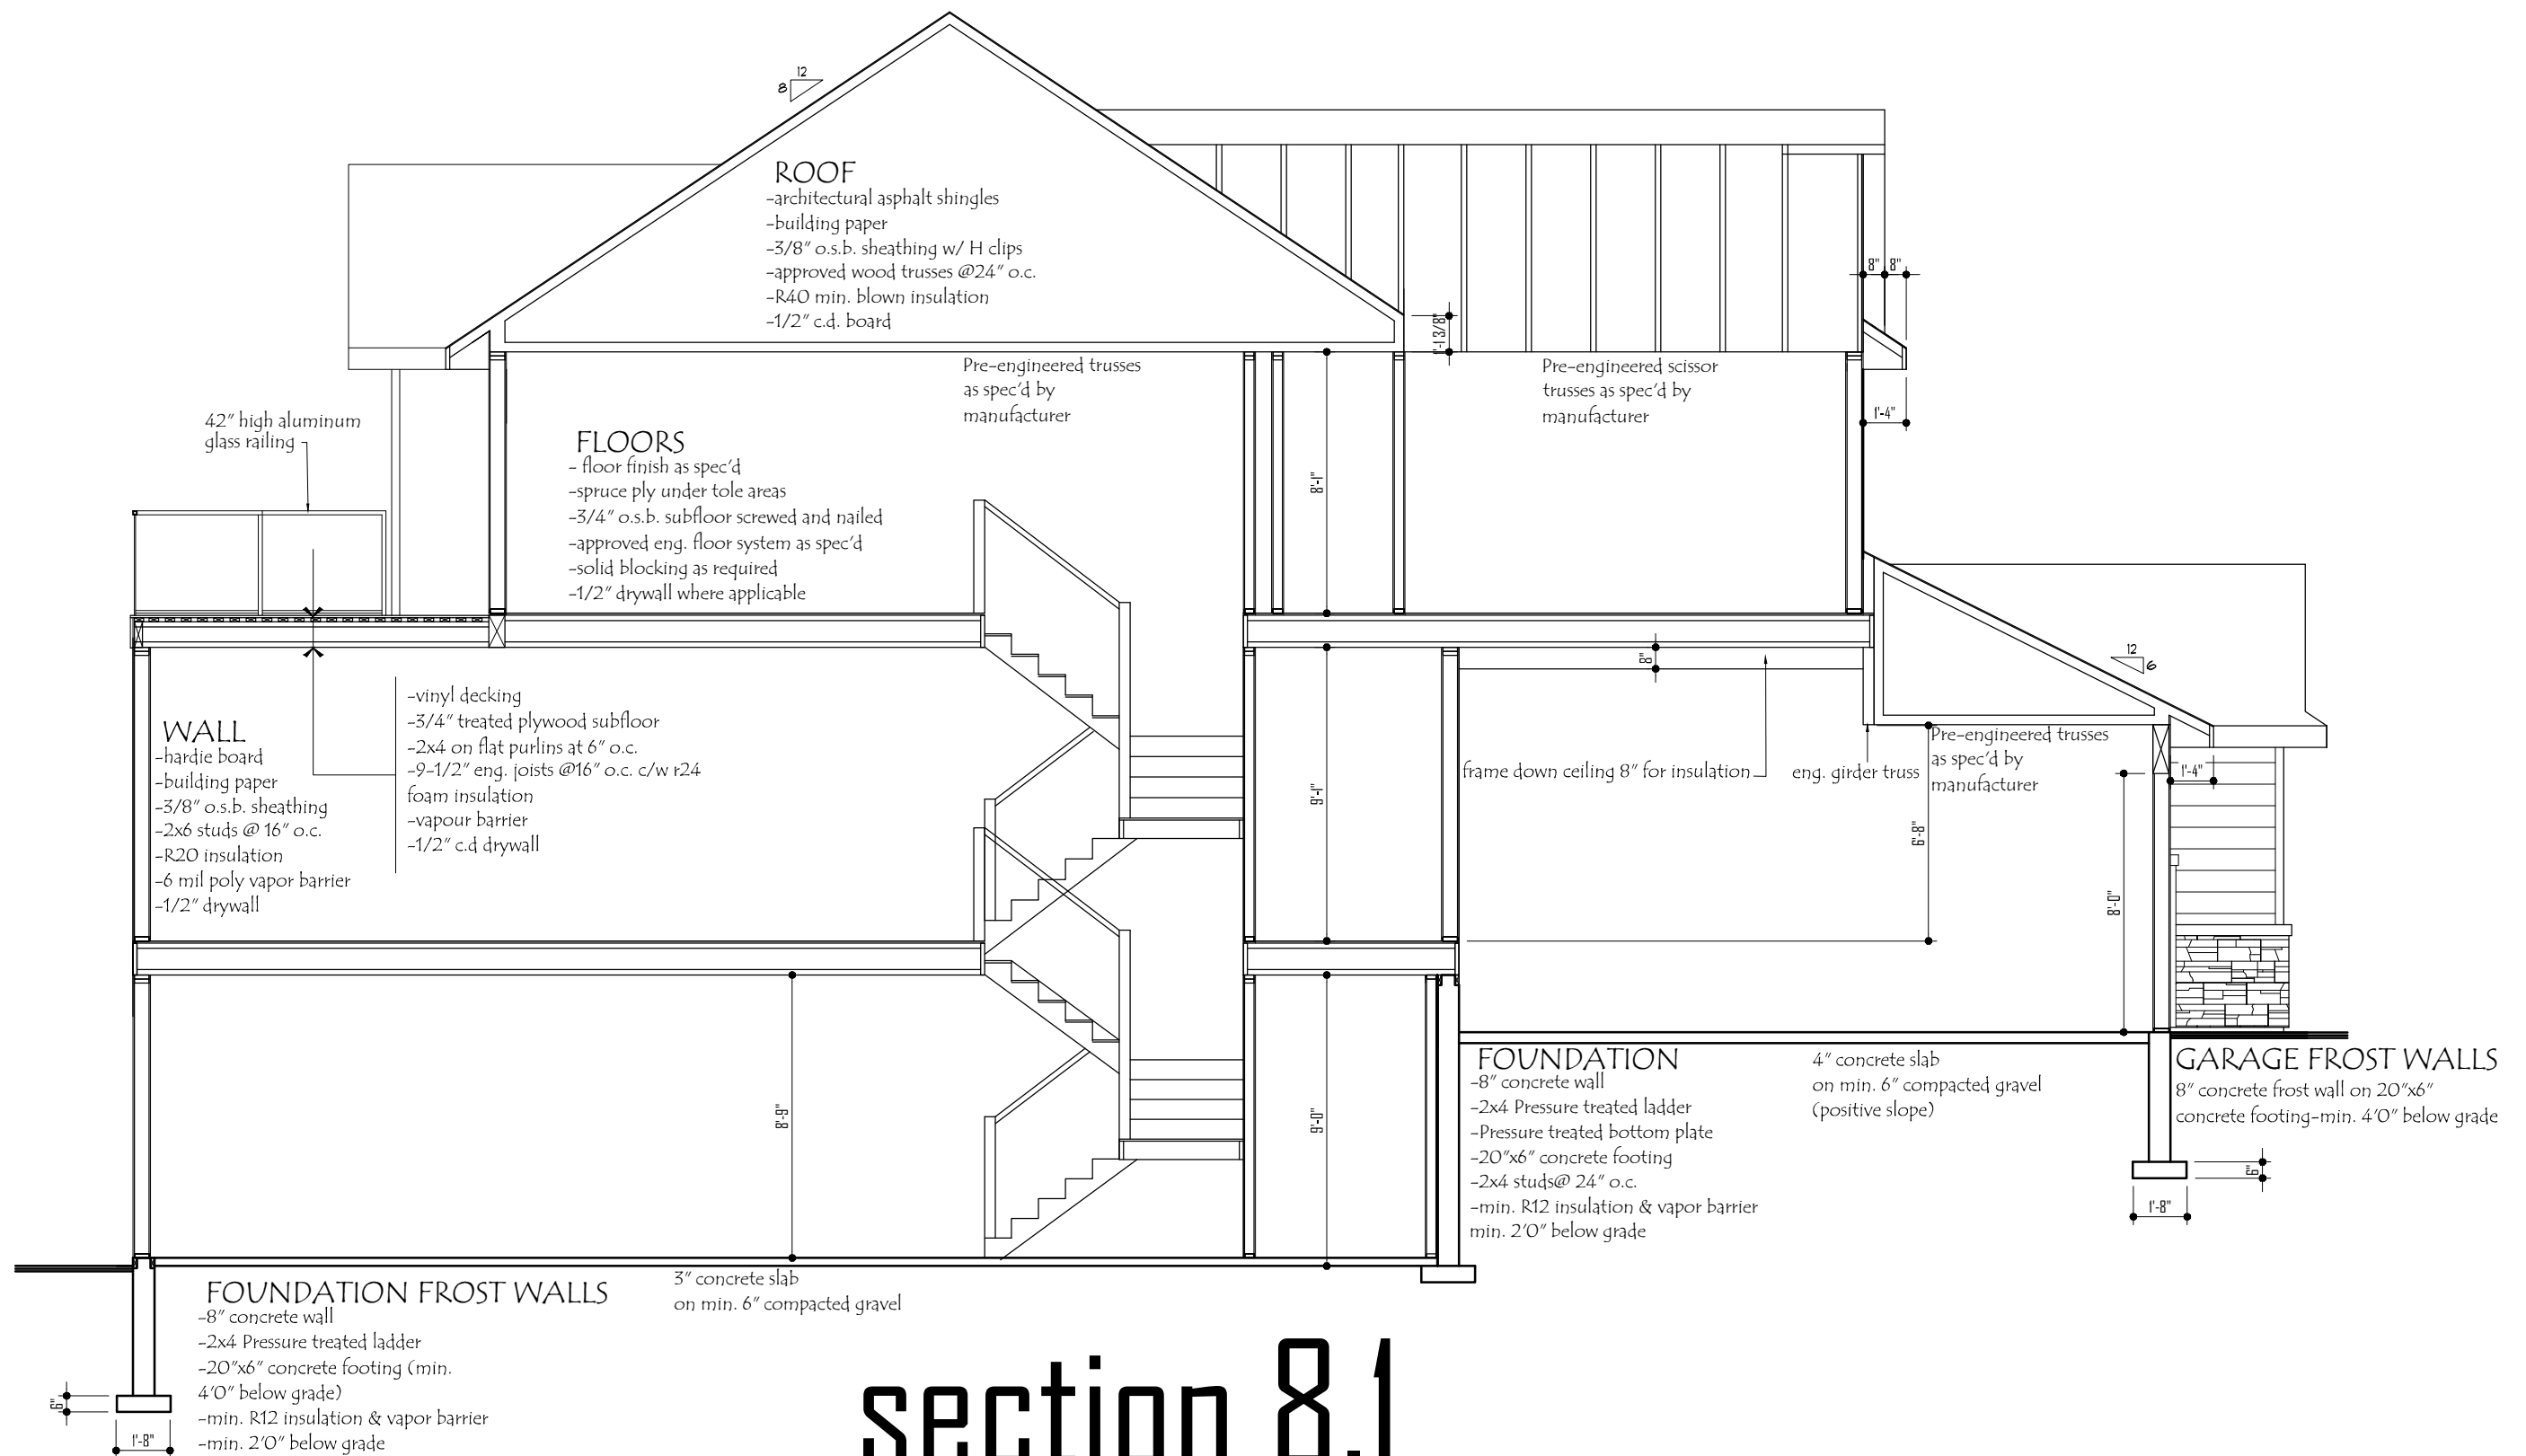 12
8
ROOF
-architectural asphalt shingles
-building paper
-3/8" o.s.b. sheathing w/ H clips
-approved wood trusses @24" o.c.
-R40 min. blown insulation
-1/2" c.d. board
8" 8"
1'-1 3/8"
Pre-engineered trusses
as spec'd by
manufacturer
Pre-engineered scissor
trusses as spec'd by
manufacturer
1'-4"
42" high aluminum
glass railing
FLOORS
- floor finish as spec'd
-spruce ply under tole areas
-3/4" o.s.b. subfloor screwed and nailed
-approved eng. floor system as spec'd
-solid blocking as required
-1/2" drywall where applicable
8'-1"
8"
12
6
WALL
-hardie board
-building paper
-3/8" o.s.b. sheathing
-2x6 studs @ 16" o.c.
-R20 insulation
-6 mil poly vapor barrier
-1/2" drywall
-vinyl decking
-3/4" treated plywood subfloor
-2x4 on flat purlins at 6" o.c.
-9-1/2" eng. joists @16" o.c. c/w r24
foam insulation
-vapour barrier
-1/2" c.d drywall
9'-1"
frame down ceiling 8" for insulation
eng. girder truss
Pre-engineered trusses
as spec'd by
manufacturer
1'-4"
6'-8"
8'-0"
8'-9"
9'-0"
FOUNDATION
-8" concrete wall
-2x4 Pressure treated ladder
-Pressure treated bottom plate
-20"x6" concrete footing
-2x4 studs@ 24" o.c.
-min. R12 insulation & vapor barrier
min. 2'0" below grade
4" concrete slab
on min. 6" compacted gravel
(positive slope)
GARAGE FROST WALLS
8" concrete frost wall on 20"x6"
concrete footing-min. 4'0" below grade
6"
1'-8"
3" concrete slab
on min. 6" compacted gravel
FOUNDATION FROST WALLS
-8" concrete wall
-2x4 Pressure treated ladder
-20"x6" concrete footing (min.
4'0" below grade)
-min. R12 insulation & vapor barrier
-min. 2'0" below grade
6"
1'-8"
section 8.1